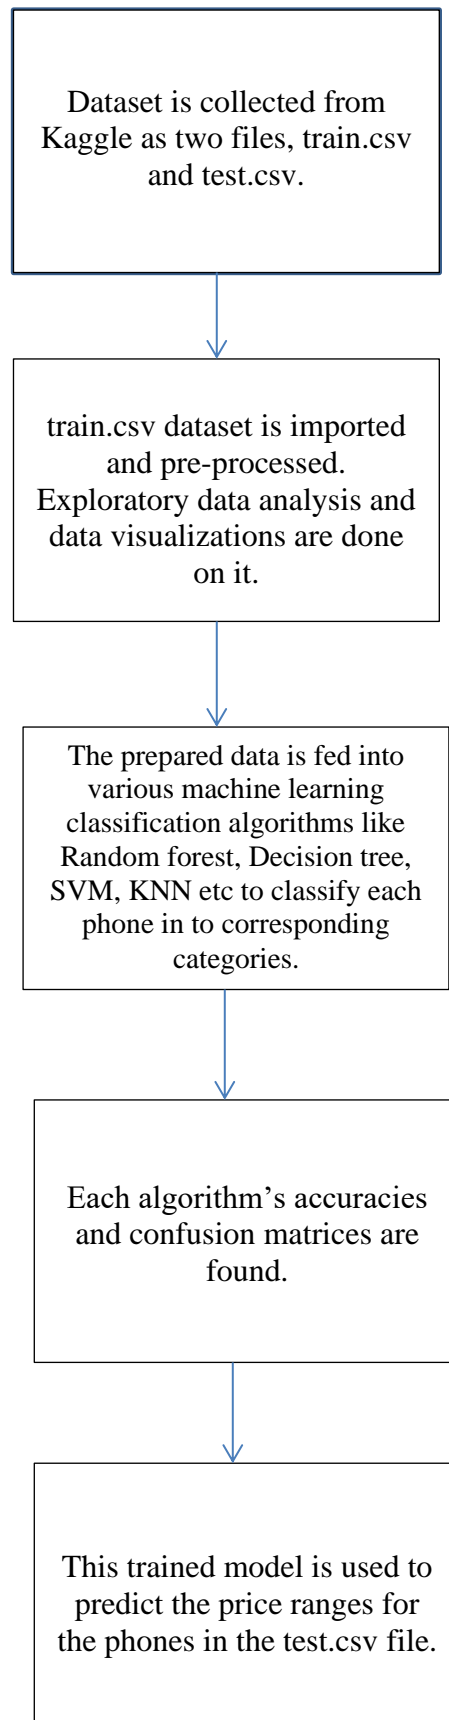 Dataset is collected from
Kaggle as two files, train.csv
and test.csv.
train.csv dataset is imported
and pre-processed.
Exploratory data analysis and
data visualizations are done
on it.
The prepared data is fed into
various machine learning
classification algorithms like
Random forest, Decision tree,
SVM, KNN etc to classify each
phone in to corresponding
categories.
Each algorithm’s accuracies
and confusion matrices are
found.
This trained model is used to
predict the price ranges for
the phones in the test.csv file.